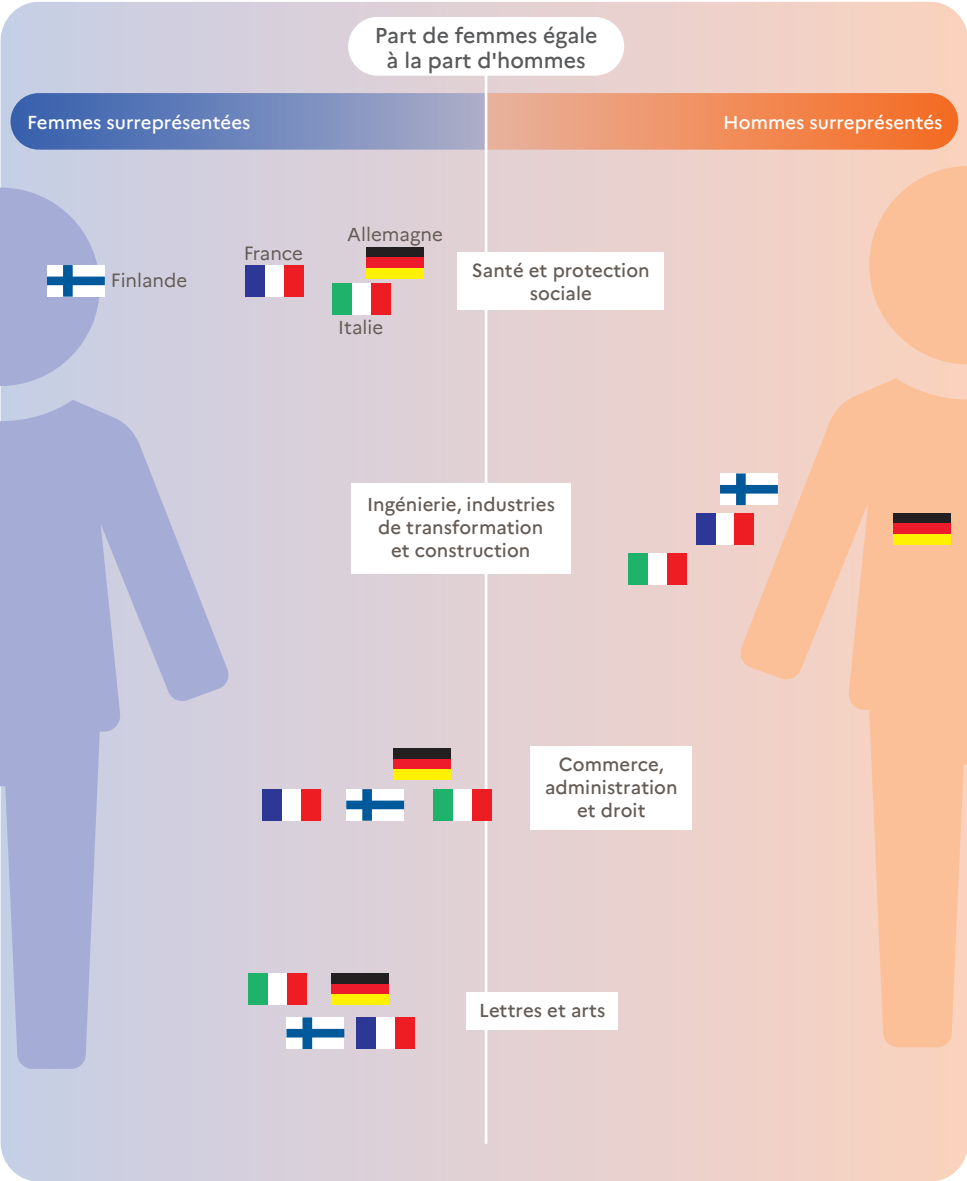 Part de femmes égale
à la part d'hommes
Femmes surreprésentées
Hommes surreprésentés
Allemagne
France
Finlande
Italie
Santé et protection
sociale
Ingénierie, industries
de transformation
et construction
Commerce,
administration
et droit
Lettres et arts